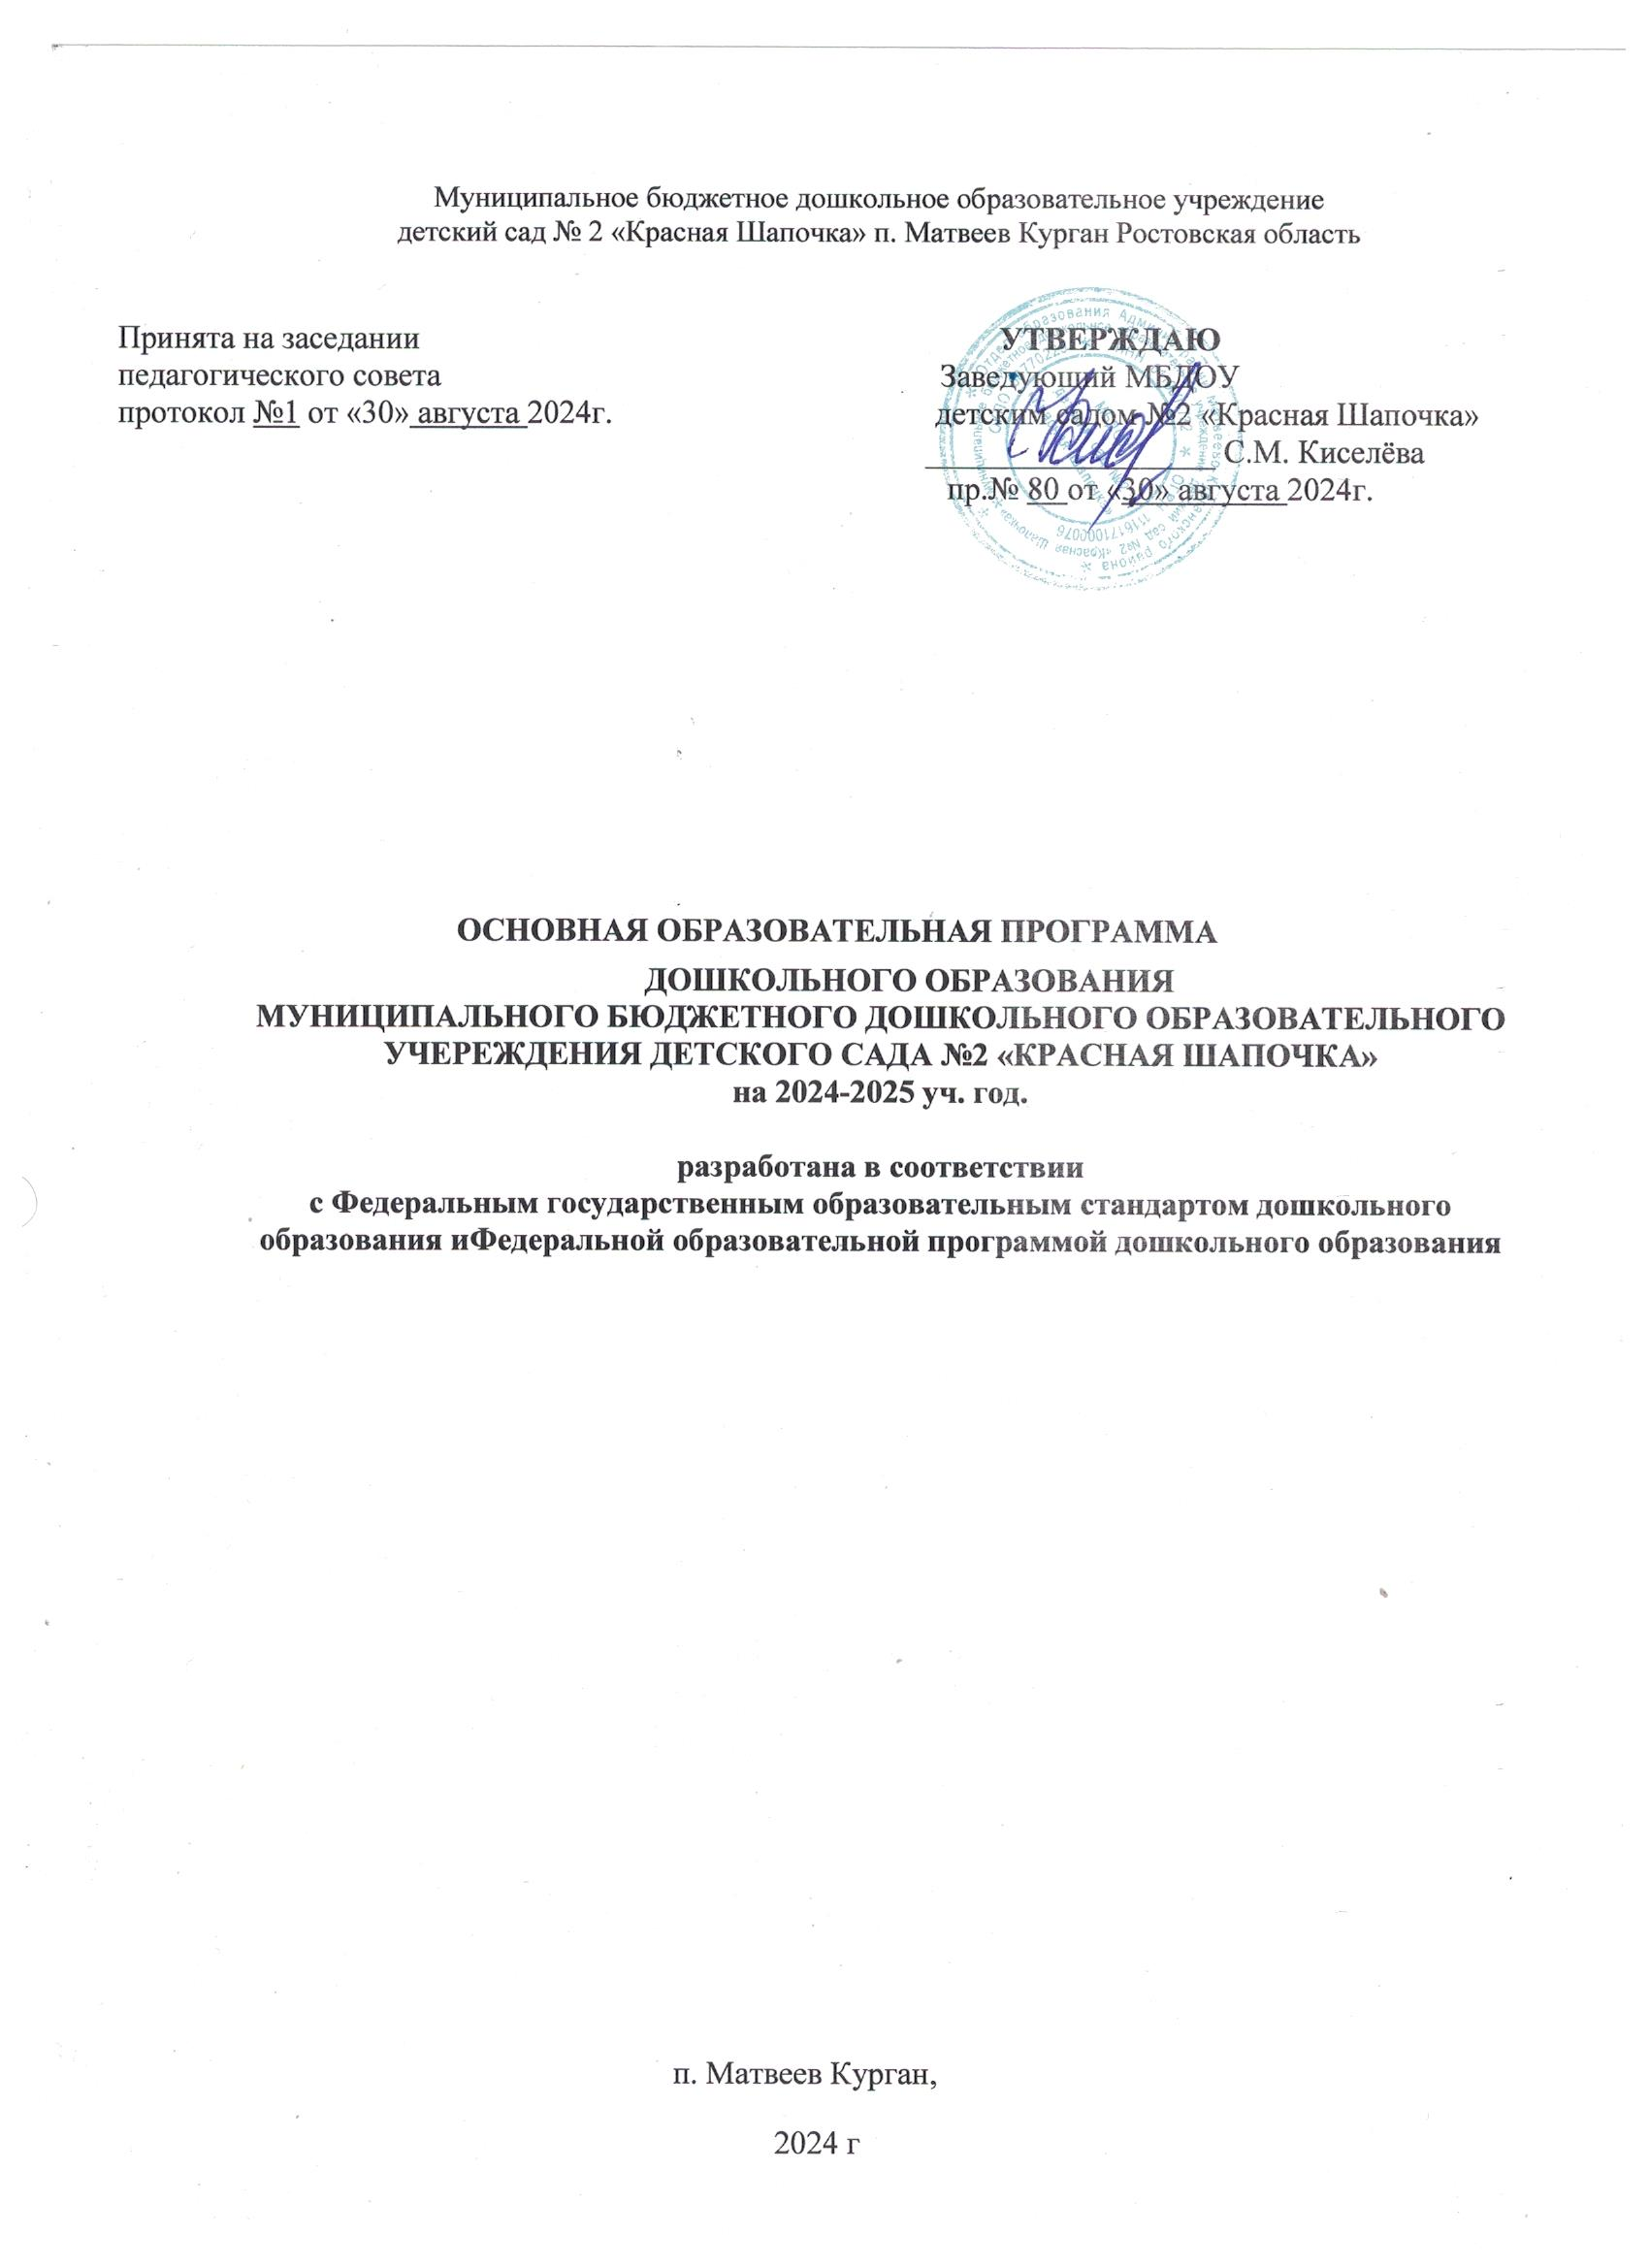 Муниципальное бюджетное дошкольное образовательное учреждение
детский сад № 2 «Красная Шапочка» п. Матвеев Курган Ростовская область
Принята на заседании
педагогического совета
протокол №1 от «30» августа 2024г.
УТВЕРЖДАЮ
Заведующий МБДОУ
детским садом №2 «Красная Шапочка»
С.М. Киселёва
пр.№ 80 от «30» августа 2024г.
ОСНОВНАЯ ОБРАЗОВАТЕЛЬНАЯ ПРОГРАММА
ДОШКОЛЬНОГО ОБРАЗОВАНИЯ
МУНИЦИПАЛЬНОГО БЮДЖЕТНОГО ДОШКОЛЬНОГО ОБРАЗОВАТЕЛЬНОГО
УЧЕРЕЖДЕНИЯ ДЕТСКОГО САДА №2 «КРАСНАЯ ШАПОЧКА»
на 2024-2025 уч. год.
разработана в соответствии
с Федеральным государственным образовательным стандартом дошкольного
образования иФедеральной образовательной программой дошкольного образования
п. Матвеев Курган,
2024 г